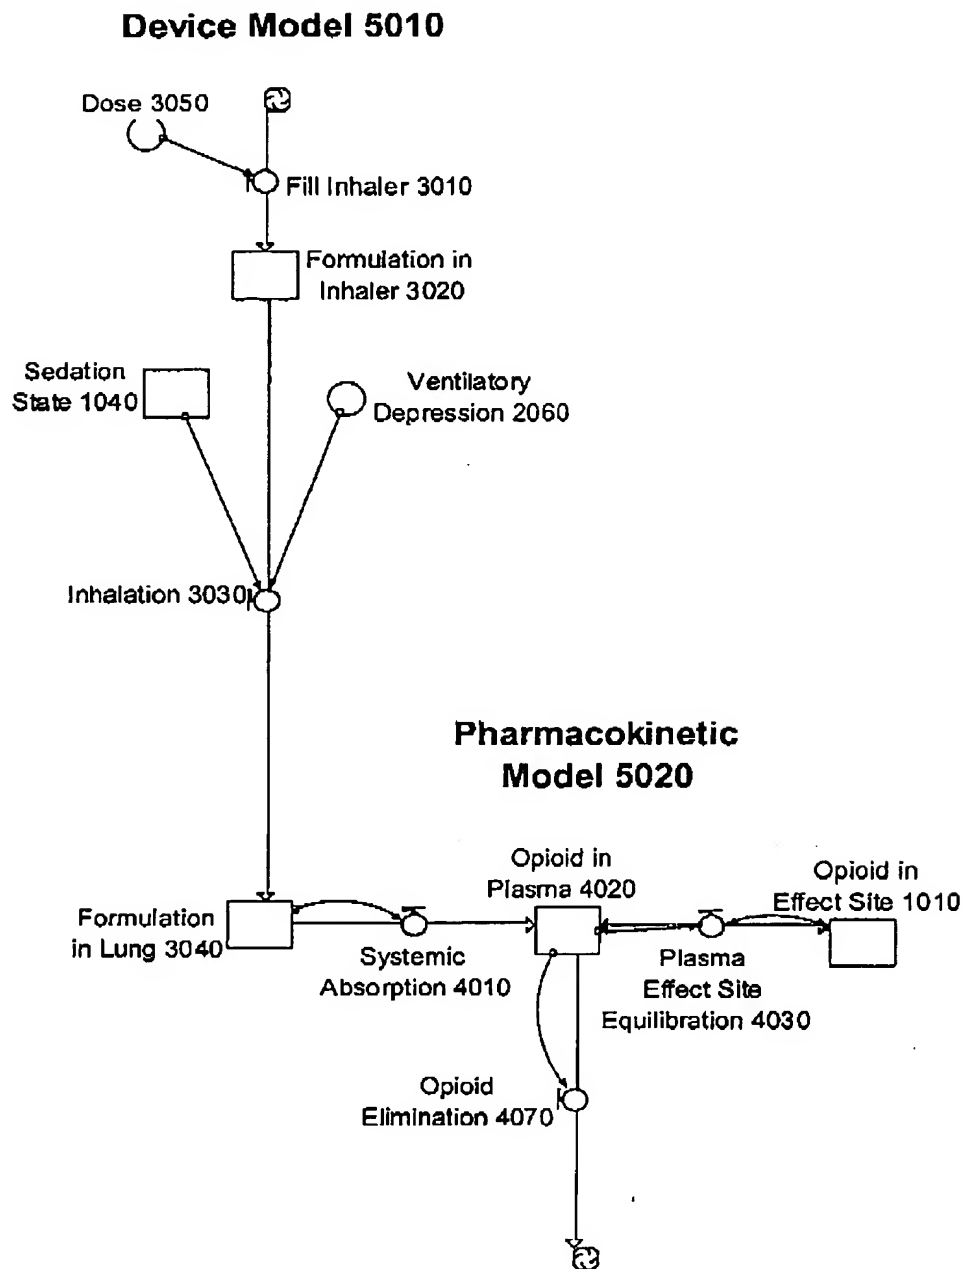 Device Model 5010
Dose 3050
Fill Inhaler 3010
Formulation in
Inhaler 3020
Sedation
State 1040
Ventilatory
Depression 2060
Inhalation 3030
Pharmacokinetic
Model 5020
Formulation
in Lung 3040
Systemic
Absorption 4010
Opioid in
Plasma 4020
Plasma
Effect Site
Equilibration 4030
Opioid in
Effect Site 1010
Opioid
Elimination 4070